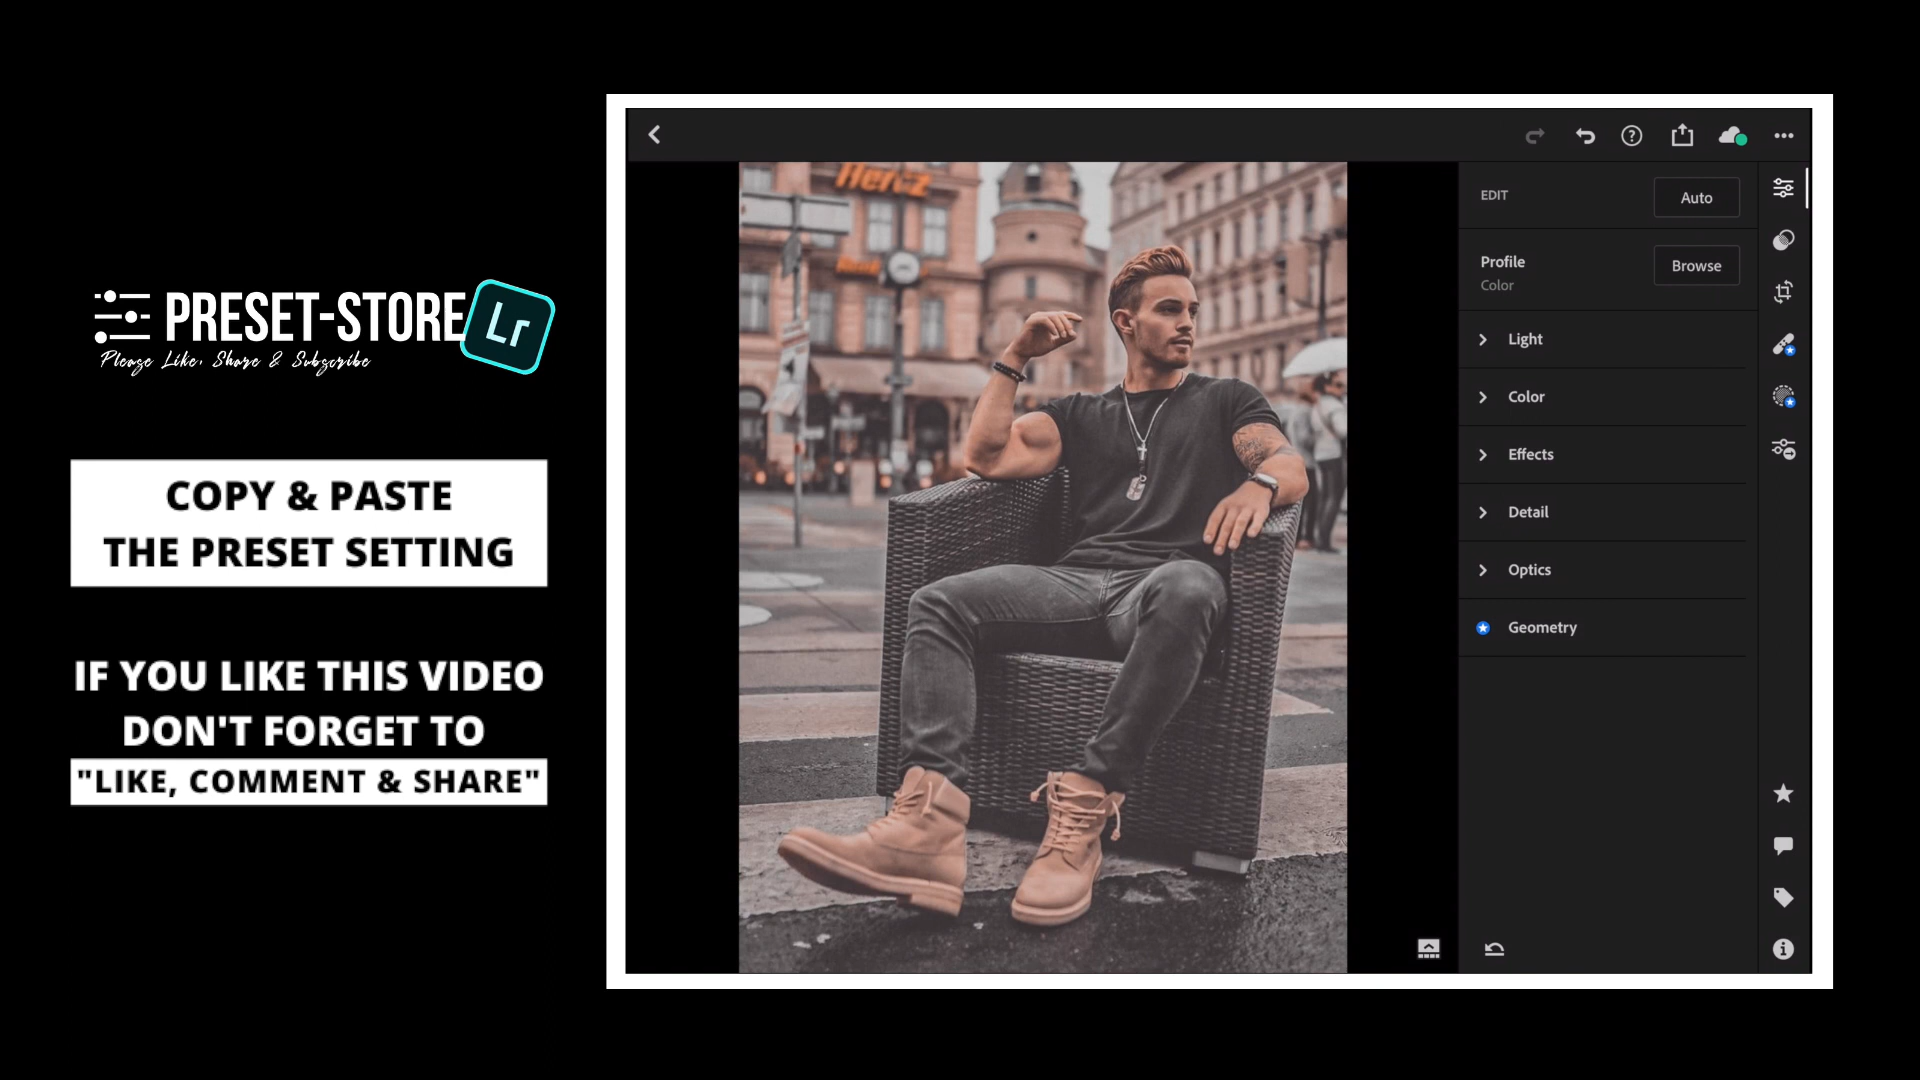 PRESET-STORE
Lr
Please Like, Share & Subscribe
COPY & PASTE
THE PRESET SETTING
IF YOU LIKE THIS VIDEO
DON'T FORGET TO
"LIKE, COMMENT & SHARE"
Hertz
EDIT
Auto
Profile
Color
Browse
Light
Color
Effects
Detail
Optics
Geometry